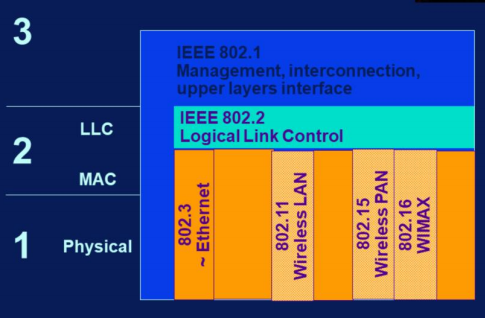 3
IEEE 802.1
Management, interconnection,
upper layers interface
IEEE 802.2
Logical Link Control
LLC
2
MAC
1
Physical
802.3
~ Ethernet
802.11
Wireless LAN
802.15
Wireless PAN
802.16
WIMAX